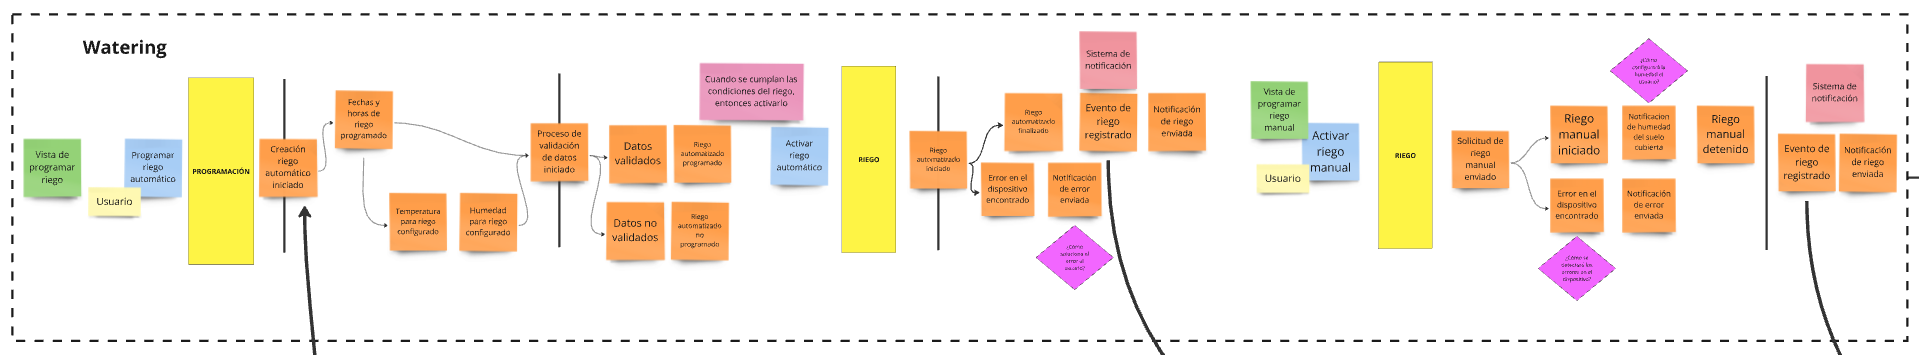 Watering
Vista de
programar
riego
Programar
riego
automático
Usuario
PROGRAMACIÓN
Creación
riego
automático
iniciado
Fechas y
horas de
riego
programado
Temperatura
para riego
configurado
Humedad
para riego
configurado
Proceso de
validación
de datos
iniciado
Datos
validados
Riego
automatizado
programado
Datos no
validados
Riego
automatizado
no
programado
Cuando se cumplan las
condiciones del riego,
entonces activarlo
Activar
riego
automático
RIEGO
Riego
automatizado
iniciado
Riego
automatizado
finalizado
Error en el
dispositivo
encontrado
Notificación
de error
enviada
¿Cómo
error al
usuario?
Sistema de
notificación
Evento de
riego
registrado
Notificación
de riego
enviada
Vista de
programar
riego
manual
Activar
riego
manual
Usuario
RIEGO
Solicitud de
riego
manual
enviado
Riego
manual
iniciado
Error en el
dispositivo
encontrado
¿Cómo se
detectara los
errores en el
dispositivo?
¿Cómo
configuraría la
humedad el
usuario?
Notificacion
de humedad
del suelo
cubierta
Notificación
de error
enviada
Riego
manual
detenido
Sistema de
notificación
Evento de
riego
registrado
Notificación
de riego
enviada